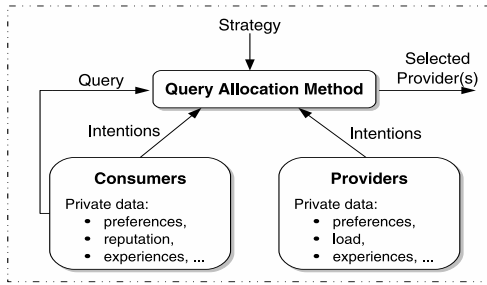 Strategy
Selected
Provider(s)
Query
Query Allocation Method
Intentions
Intentions
Consumers
Private data:
• preferences,
• reputation,
• experiences, ...
Providers
Private data:
• preferences,
• load,
• experiences, ...